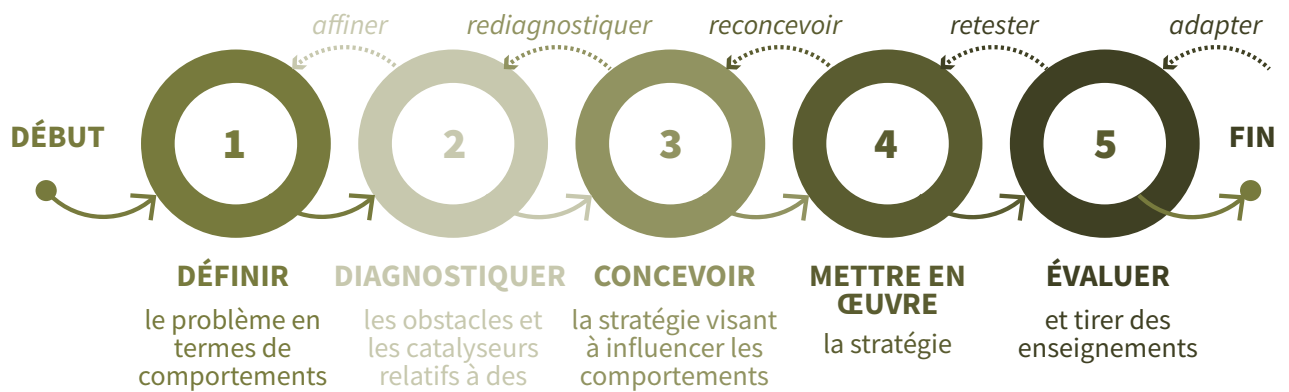 affiner
rediagnostiquer
reconcevoir
retester
adapter
DÉBUT
1
2
3
4
5
FIN
DÉFINIR
le problème en
termes de
comportements
DIAGNOSTIQUER
les obstacles et
les catalyseurs
relatifs à des
CONCEVOIR
la stratégie visant
à influencer les
comportements
METTRE EN
ŒUVRE
la stratégie
ÉVALUER
et tirer des
enseignements